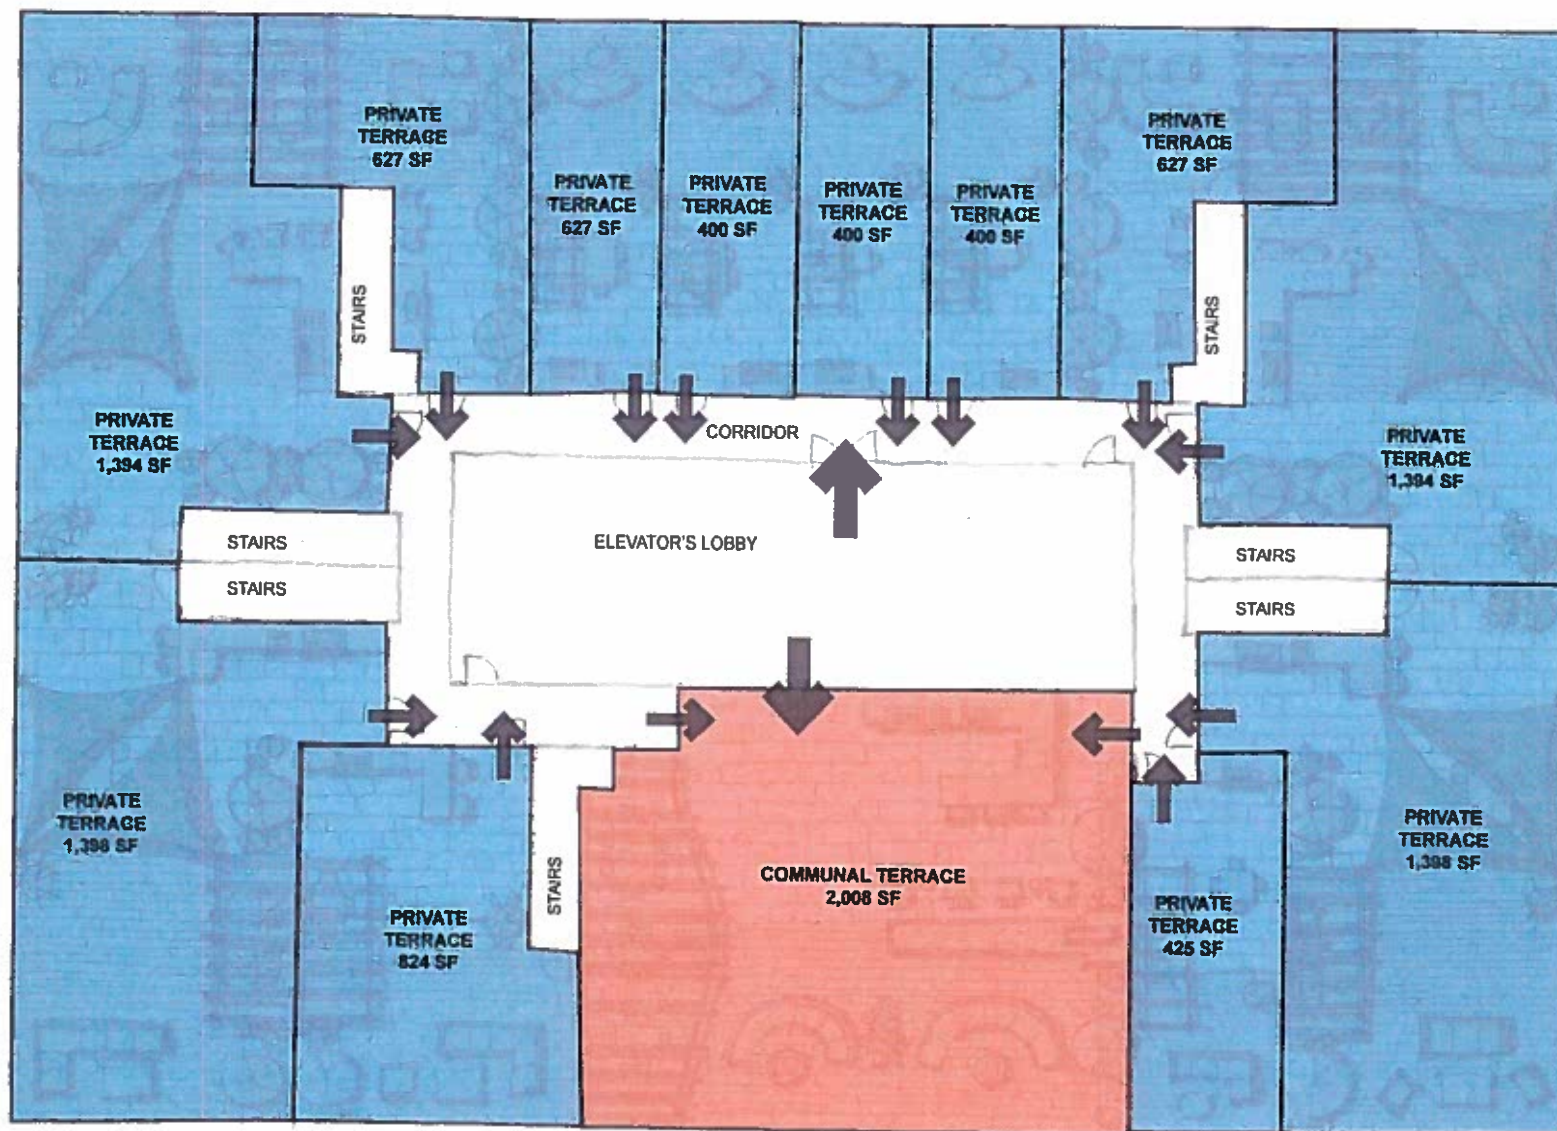 PRIVATE
TERRACE
627 SF
PRIVATE
TERRACE
627 SF
PRIVATE
TERRACE
400 SF
PRIVATE
TERRACE
400 SF
PRIVATE
TERRACE
400 SF
PRIVATE
TERRACE
627 SF
STAIRS
STAIRS
PRIVATE
TERRACE
1,394 SF
CORRIDOR
PRIVATE
TERRACE
1,394 SF
STAIRS
STAIRS
ELEVATOR'S LOBBY
STAIRS
STAIRS
PRIVATE
TERRACE
1,398 SF
PRIVATE
TERRACE
824 SF
STAIRS
COMMUNAL TERRACE
2,008 SF
PRIVATE
TERRACE
425 SF
PRIVATE
TERRACE
1,398 SF